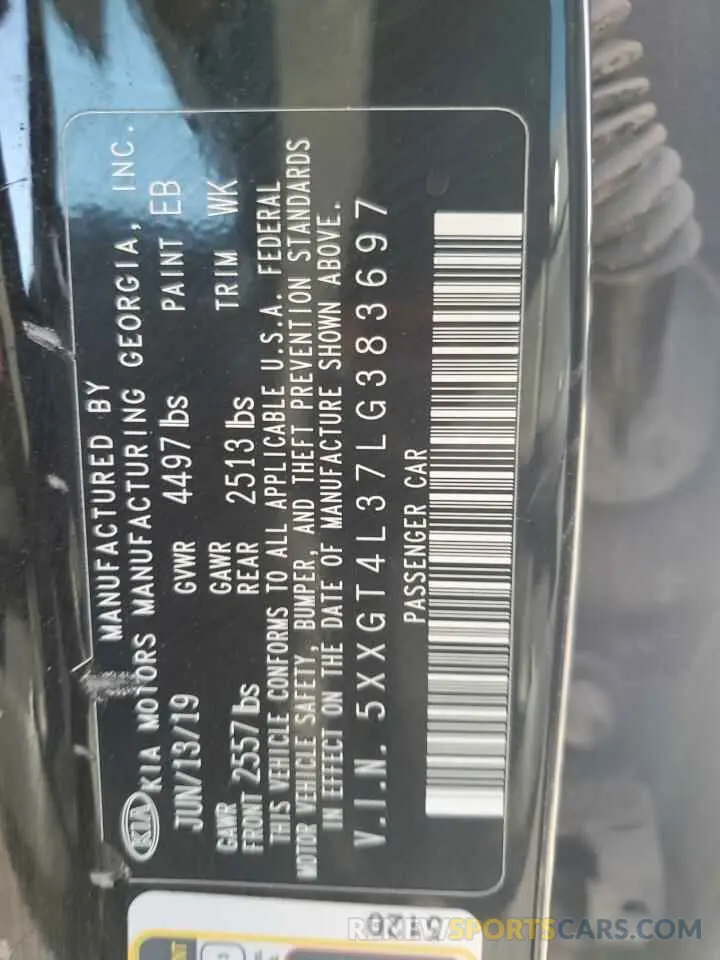 KIA
MANUFACTURED BY
KIA MOTORS MANUFACTURING GEORGIA, INC.
JUN/13/19 GVWR 4497 lbs PAINT EB
GAWR FRONT 2557 lbs GAWR REAR 2513 lbs TRIM WK
THIS VEHICLE CONFORMS TO ALL APPLICABLE U.S.A. FEDERAL
MOTOR VEHICLE SAFETY, BUMPER, AND THEFT PREVENTION STANDARDS
IN EFFECT ON THE DATE OF MANUFACTURE SHOWN ABOVE.
V.I.N. 5XXGT4L37LG383697
PASSENGER CAR
RENEWSPORTSCARS.COM